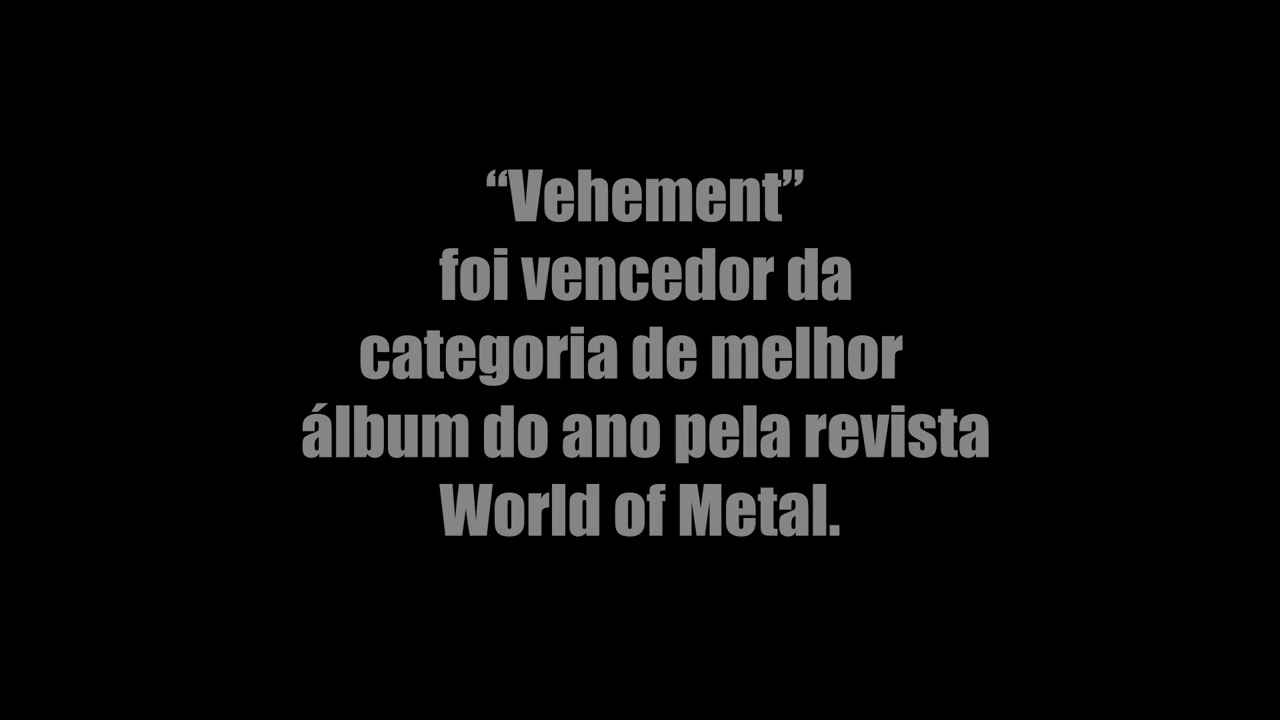 “Vehement”
foi vencedor da
categoria de melhor
álbum do ano pela revista
World of Metal.